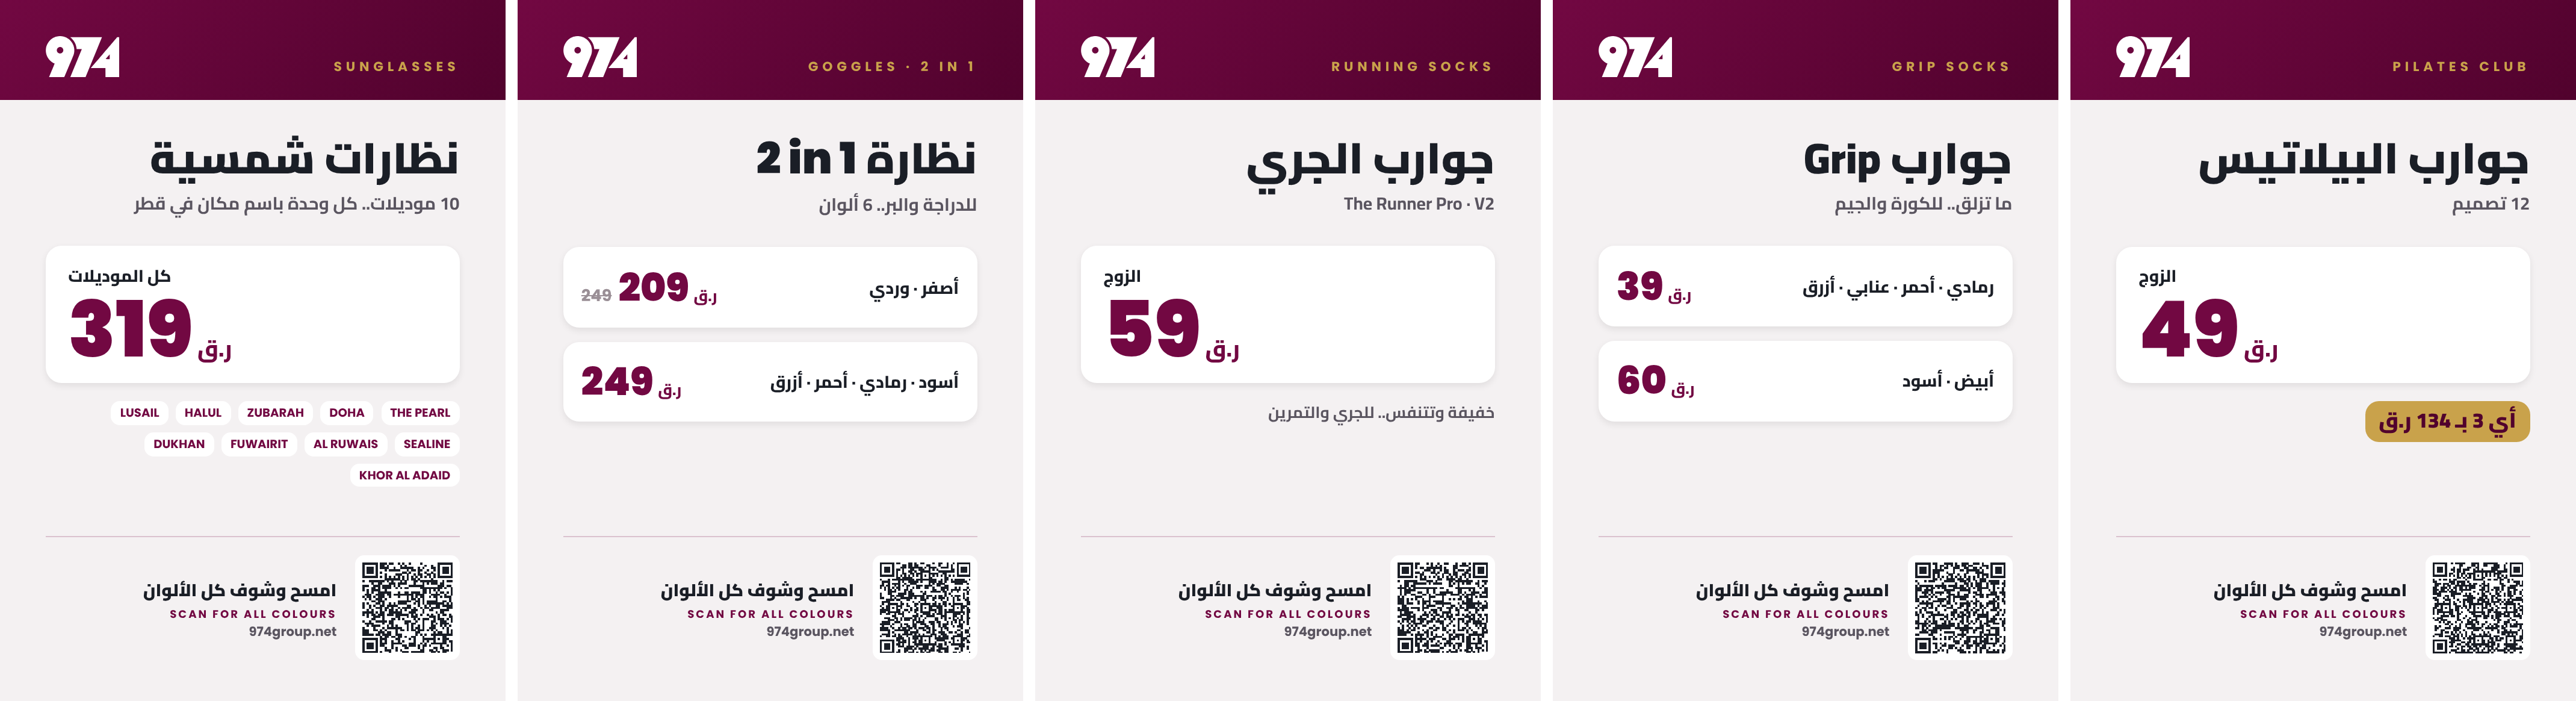 974
SUNGLASSES
نظارات شمسية
10 موديلات.. كل وحدة باسم مكان في قطر
كل الموديلات
319 ر.ق
LUSAIL HALUL ZUBARAH DOHA THE PEARL
DUKHAN FUWAIRIT AL RUWAIS SEALINE
KHOR AL ADAID
امسح وشوف كل الألوان
SCAN FOR ALL COLOURS
974group.net
974
GOGGLES · 2 IN 1
نظارة 2 in 1
للدراجة والبر.. 6 ألوان
أصفر · وردي
249 209 ر.ق
أسود · رمادي · أحمر · أزرق
249 ر.ق
امسح وشوف كل الألوان
SCAN FOR ALL COLOURS
974group.net
974
RUNNING SOCKS
جوارب الجري
The Runner Pro · V2
الزوج
59 ر.ق
خفيفة وتتنفس.. للجري والتمرين
امسح وشوف كل الألوان
SCAN FOR ALL COLOURS
974group.net
974
GRIP SOCKS
جوارب Grip
ما تزلق.. للكورة والجيم
رمادي · أحمر · عنابي · أزرق
39 ر.ق
أبيض · أسود
60 ر.ق
امسح وشوف كل الألوان
SCAN FOR ALL COLOURS
974group.net
974
PILATES CLUB
جوارب البيلاتيس
12 تصميم
الزوج
49 ر.ق
أي 3 بـ 134 ر.ق
امسح وشوف كل الألوان
SCAN FOR ALL COLOURS
974group.net